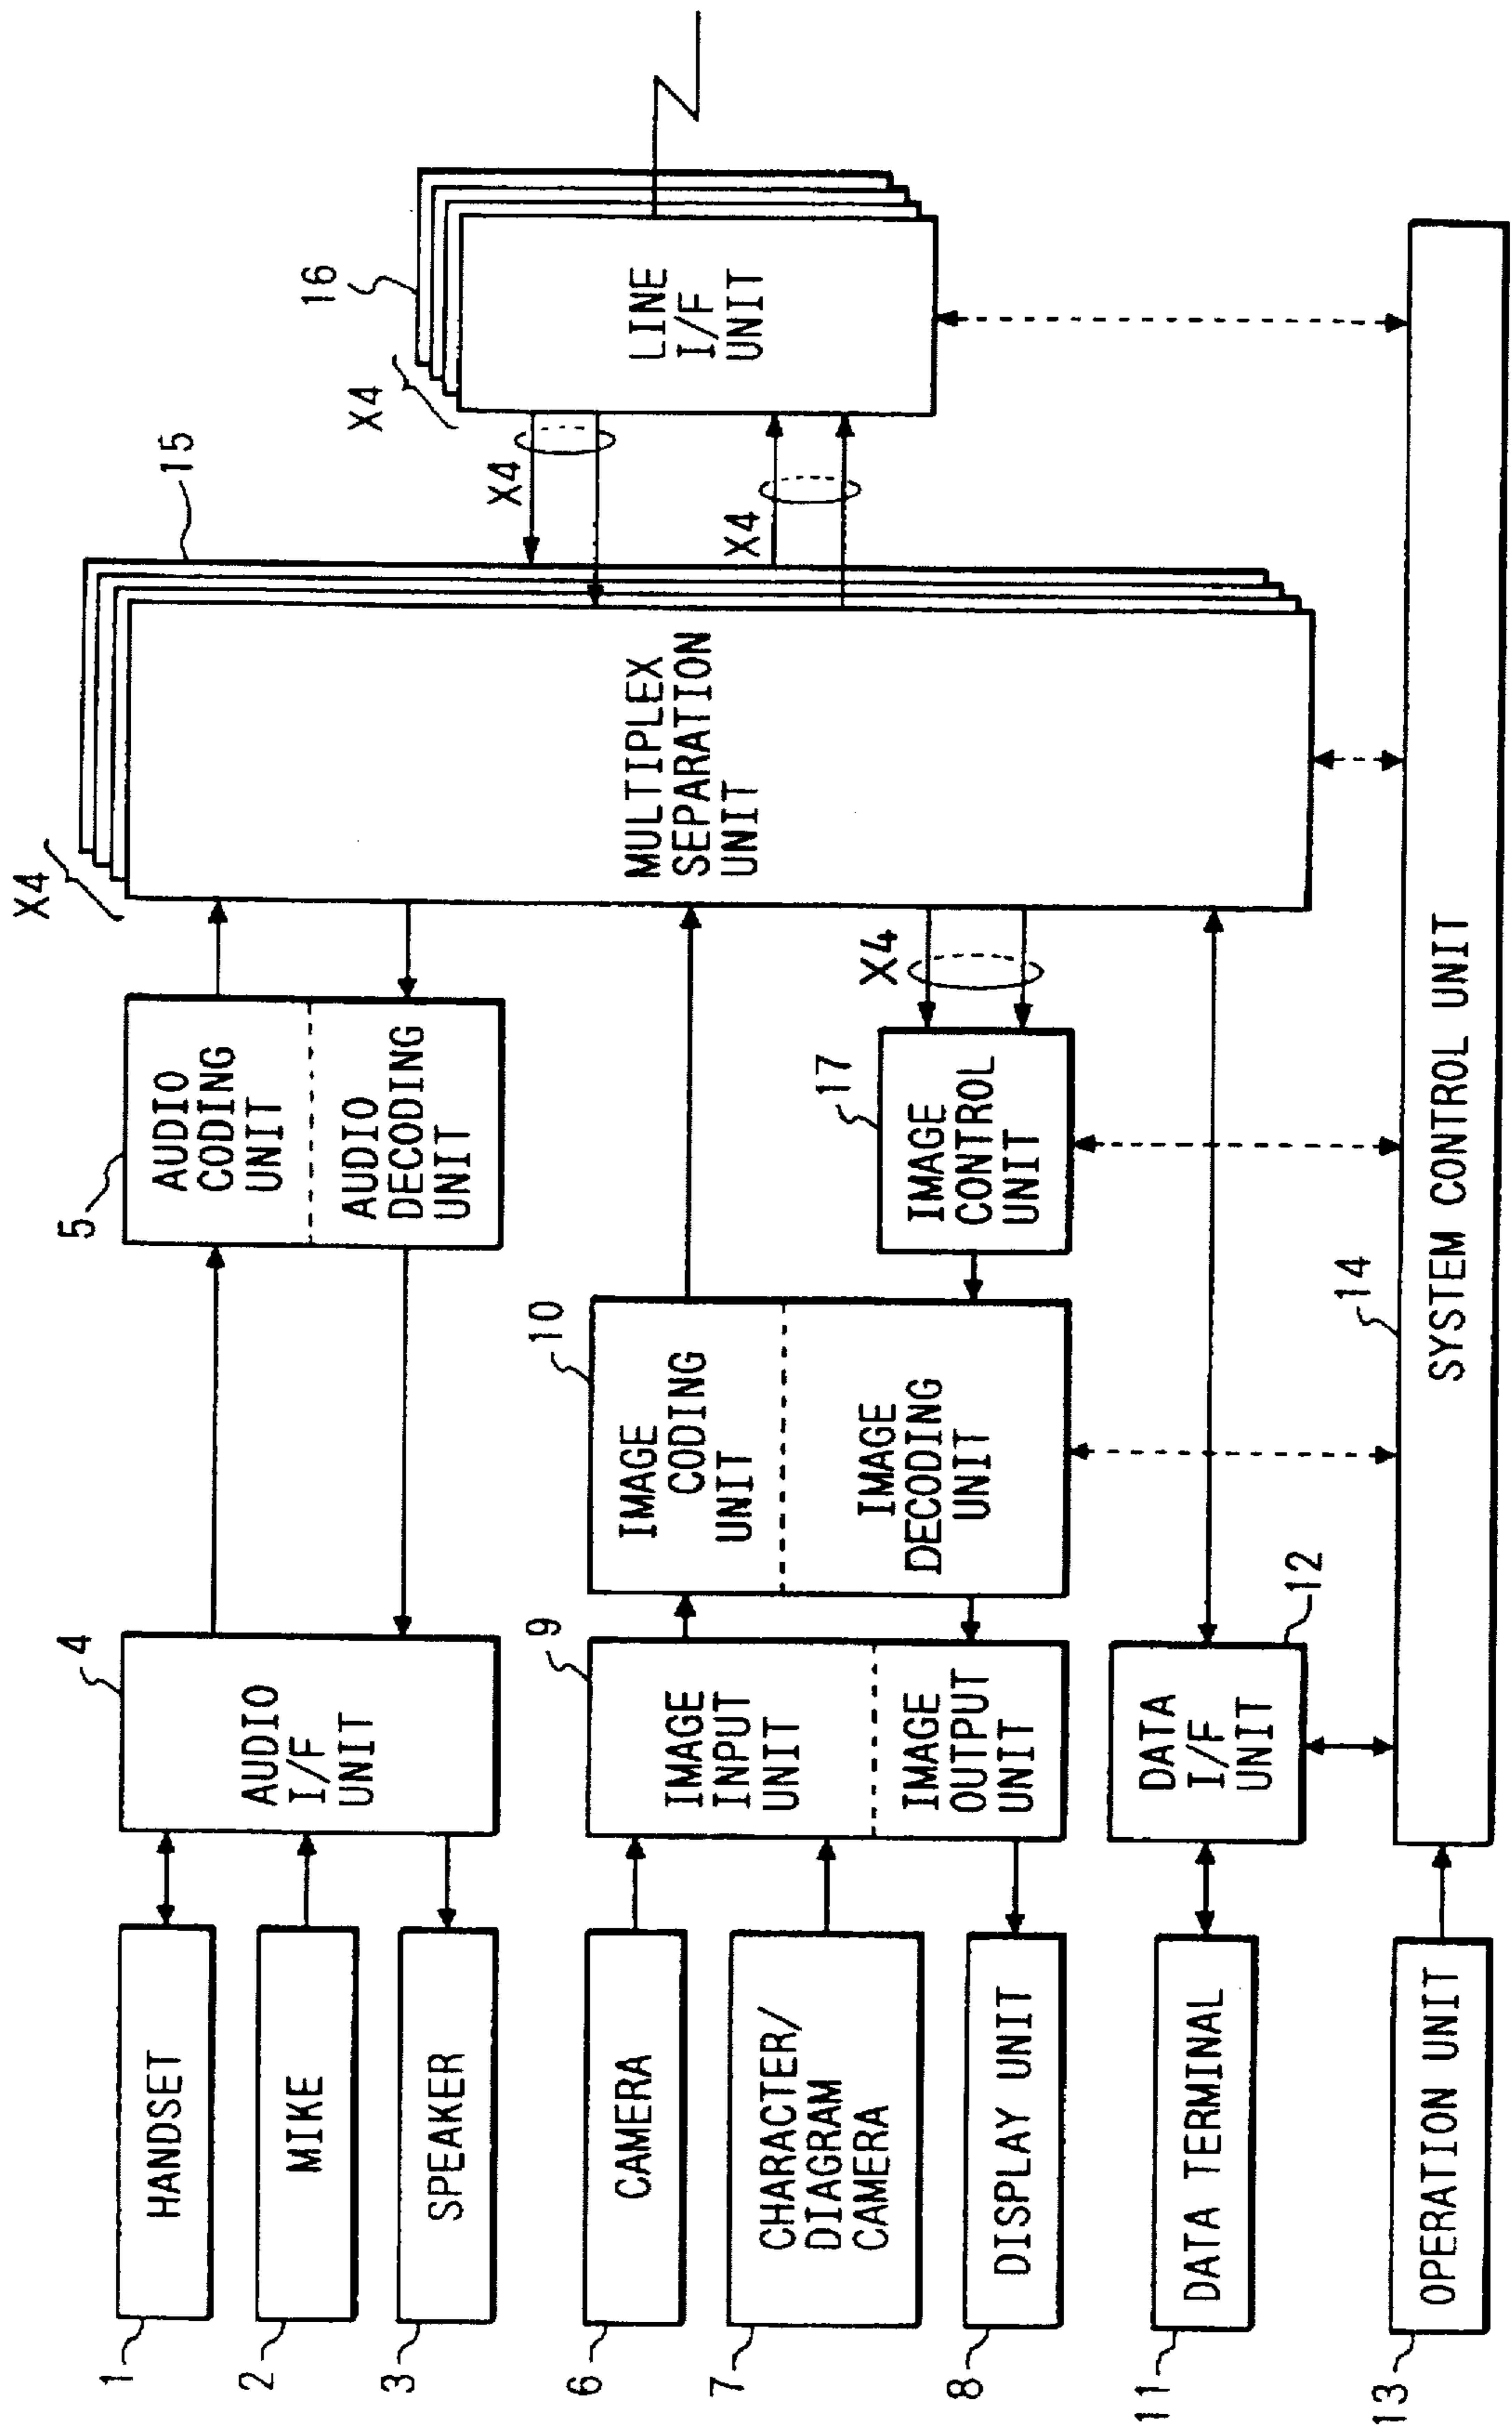 1
HANDSET
2
MIKE
3
SPEAKER
4
AUDIO
I/F
UNIT
5
AUDIO
CODING
UNIT
AUDIO
DECODING
UNIT
6
CAMERA
7
CHARACTER/
DIAGRAM
CAMERA
8
DISPLAY UNIT
9
IMAGE
INPUT
UNIT
IMAGE
OUTPUT
UNIT
10
IMAGE
CODING
UNIT
IMAGE
DECODING
UNIT
17
IMAGE
CONTROL
UNIT
X4
11
DATA TERMINAL
12
DATA
I/F
UNIT
13
OPERATION UNIT
14
SYSTEM CONTROL UNIT
X4
15
MULTIPLEX
SEPARATION
UNIT
X4
X4
X4
16
LINE
I/F
UNIT